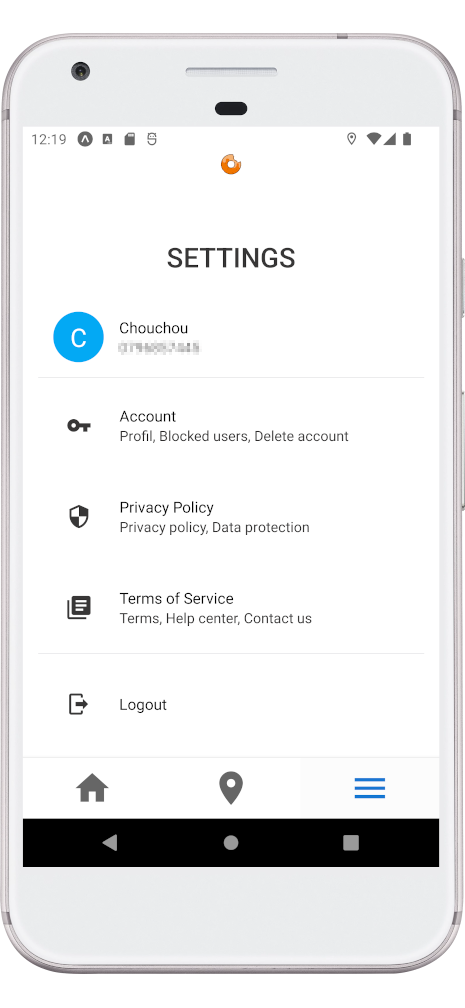 12:19
SETTINGS
C
Chouchou
Account
Profil, Blocked users, Delete account
Privacy Policy
Privacy policy, Data protection
Terms of Service
Terms, Help center, Contact us
Logout